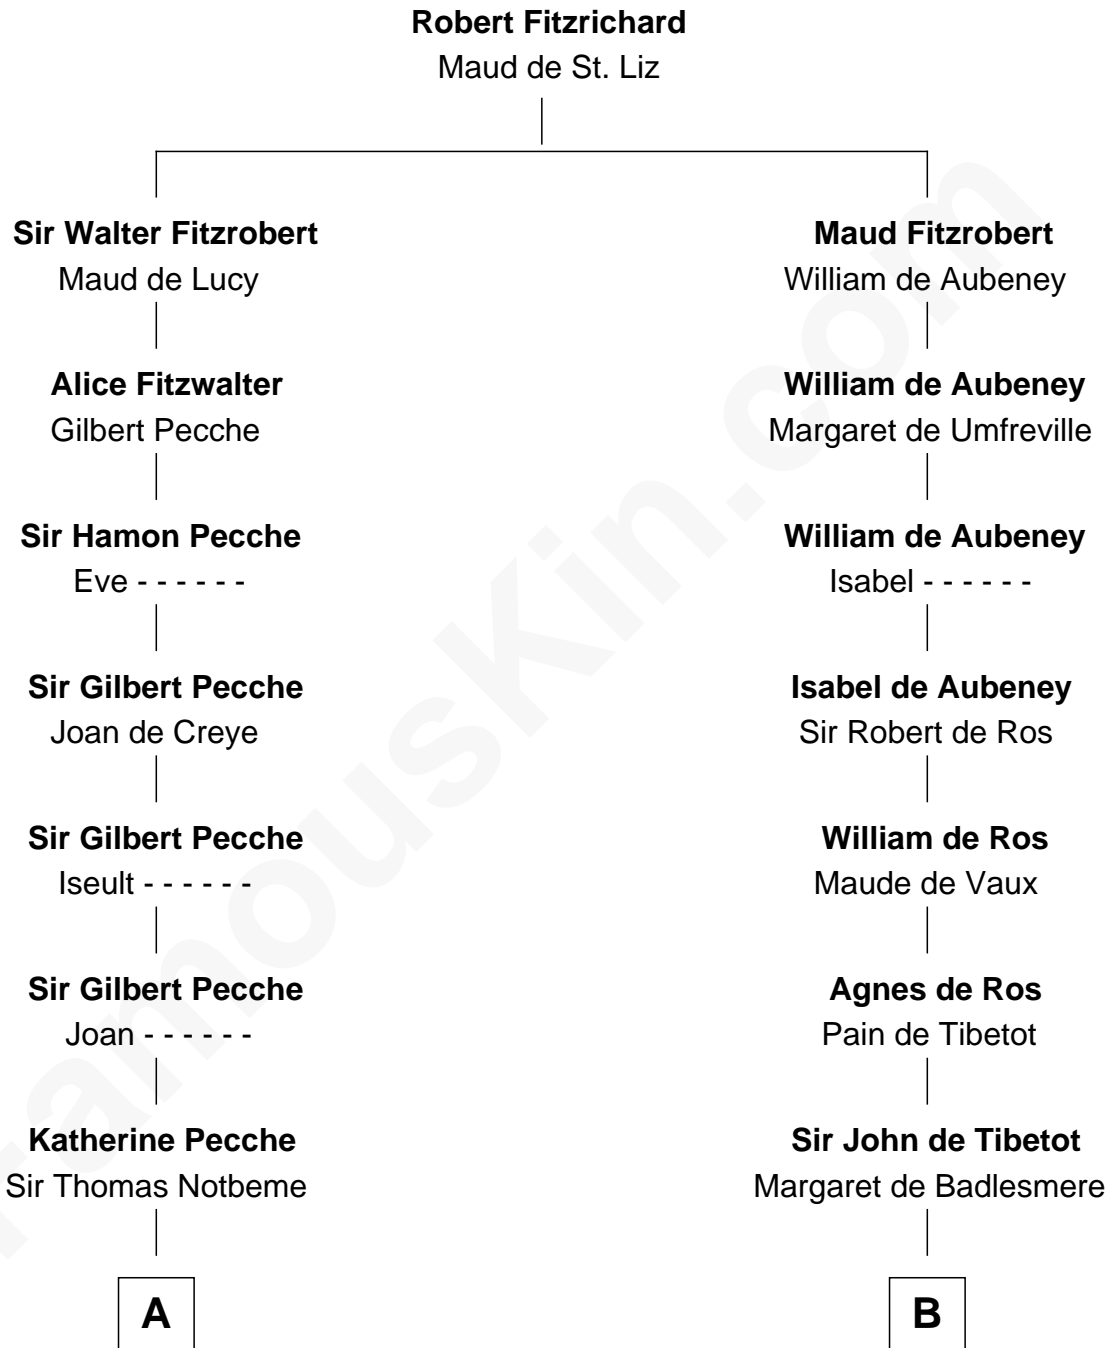 Robert Fitzrichard
Maud de St. Liz
Sir Walter Fitzrobert
Maud de Lucy
Maud Fitzrobert
William de Aubeney
Alice Fitzwalter
Gilbert Pecche
William de Aubeney
Margaret de Umfreville
Sir Hamon Pecche
Eve - - - - - -
William de Aubeney
Isabel - - - - - -
Sir Gilbert Pecche
Joan de Creye
Isabel de Aubeney
Sir Robert de Ros
Sir Gilbert Pecche
Iseult - - - - - -
William de Ros
Maude de Vaux
Sir Gilbert Pecche
Joan - - - - - -
Agnes de Ros
Pain de Tibetot
Katherine Pecche
Sir Thomas Notbeme
Sir John de Tibetot
Margaret de Badlesmere
A
B
famouskin.com